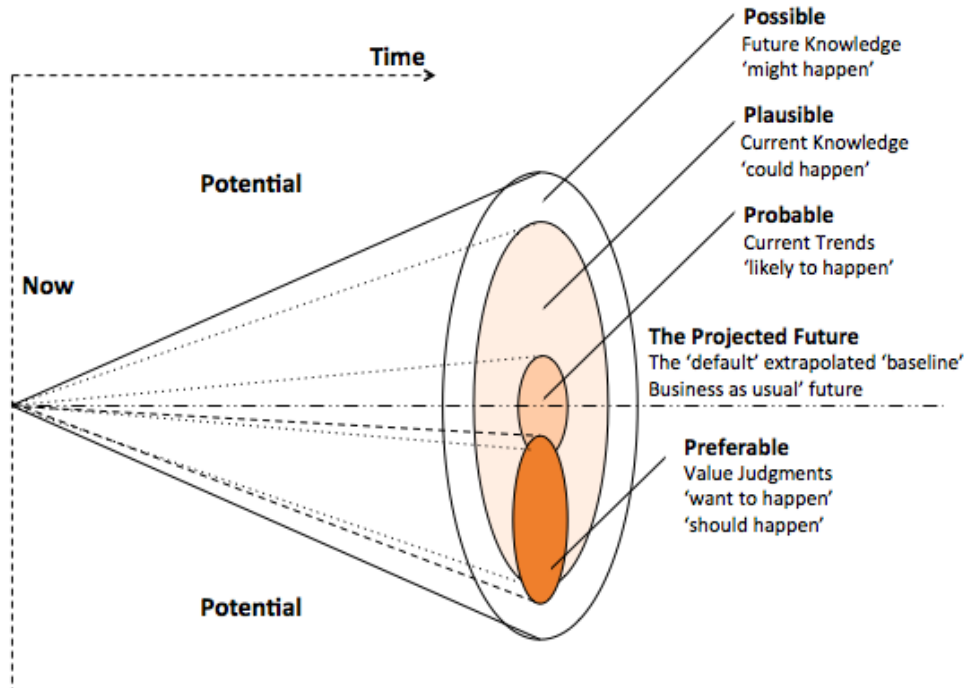 Possible
Future Knowledge
‘might happen’
Time
Plausible
Current Knowledge
‘could happen’
Potential
Probable
Current Trends
‘likely to happen’
Now
The Projected Future
The ‘default’ extrapolated ‘baseline’
Business as usual’ future
Preferable
Value Judgments
‘want to happen’
‘should happen’
Potential